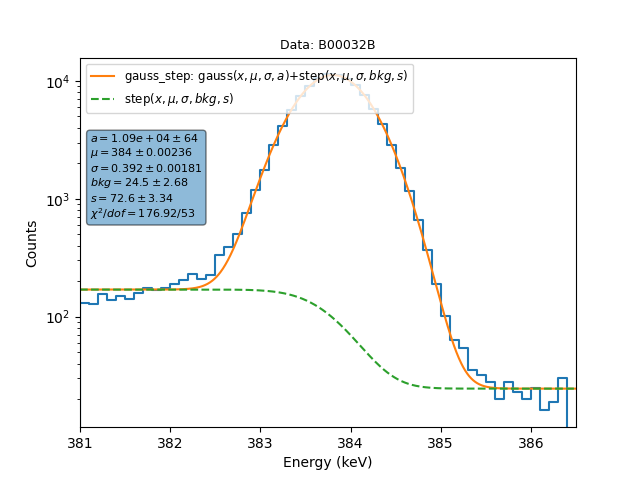 Data: B00032B
gauss_step: gauss(x, μ, σ, a)+step(x, μ, σ, bkg, s)
step(x, μ, σ, bkg, s)
a = 1.09e + 04 ± 64
μ = 384 ± 0.00236
σ = 0.392 ± 0.00181
bkg = 24.5 ± 2.68
s = 72.6 ± 3.34
χ²/dof = 176.92/53
10⁴
10³
10²
Counts
381 382 383 384 385 386
Energy (keV)